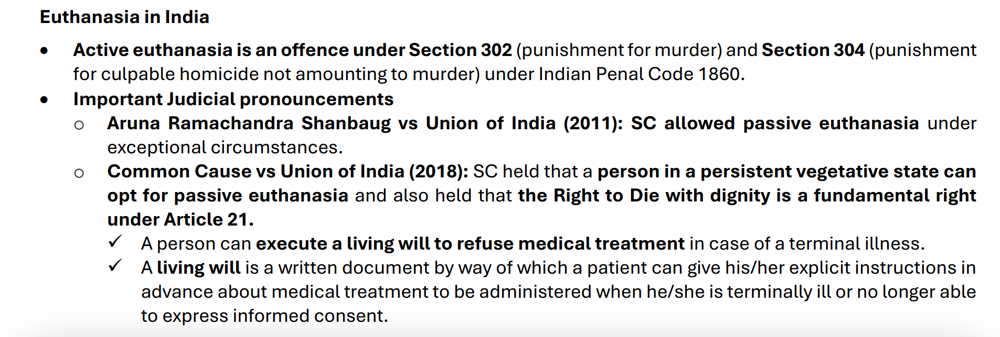 Euthanasia in India
• Active euthanasia is an offence under Section 302 (punishment for murder) and Section 304 (punishment
for culpable homicide not amounting to murder) under Indian Penal Code 1860.
• Important Judicial pronouncements
○ Aruna Ramachandra Shanbaug vs Union of India (2011): SC allowed passive euthanasia under
exceptional circumstances.
○ Common Cause vs Union of India (2018): SC held that a person in a persistent vegetative state can
opt for passive euthanasia and also held that the Right to Die with dignity is a fundamental right
under Article 21.
✓ A person can execute a living will to refuse medical treatment in case of a terminal illness.
✓ A living will is a written document by way of which a patient can give his/her explicit instructions in
advance about medical treatment to be administered when he/she is terminally ill or no longer able
to express informed consent.